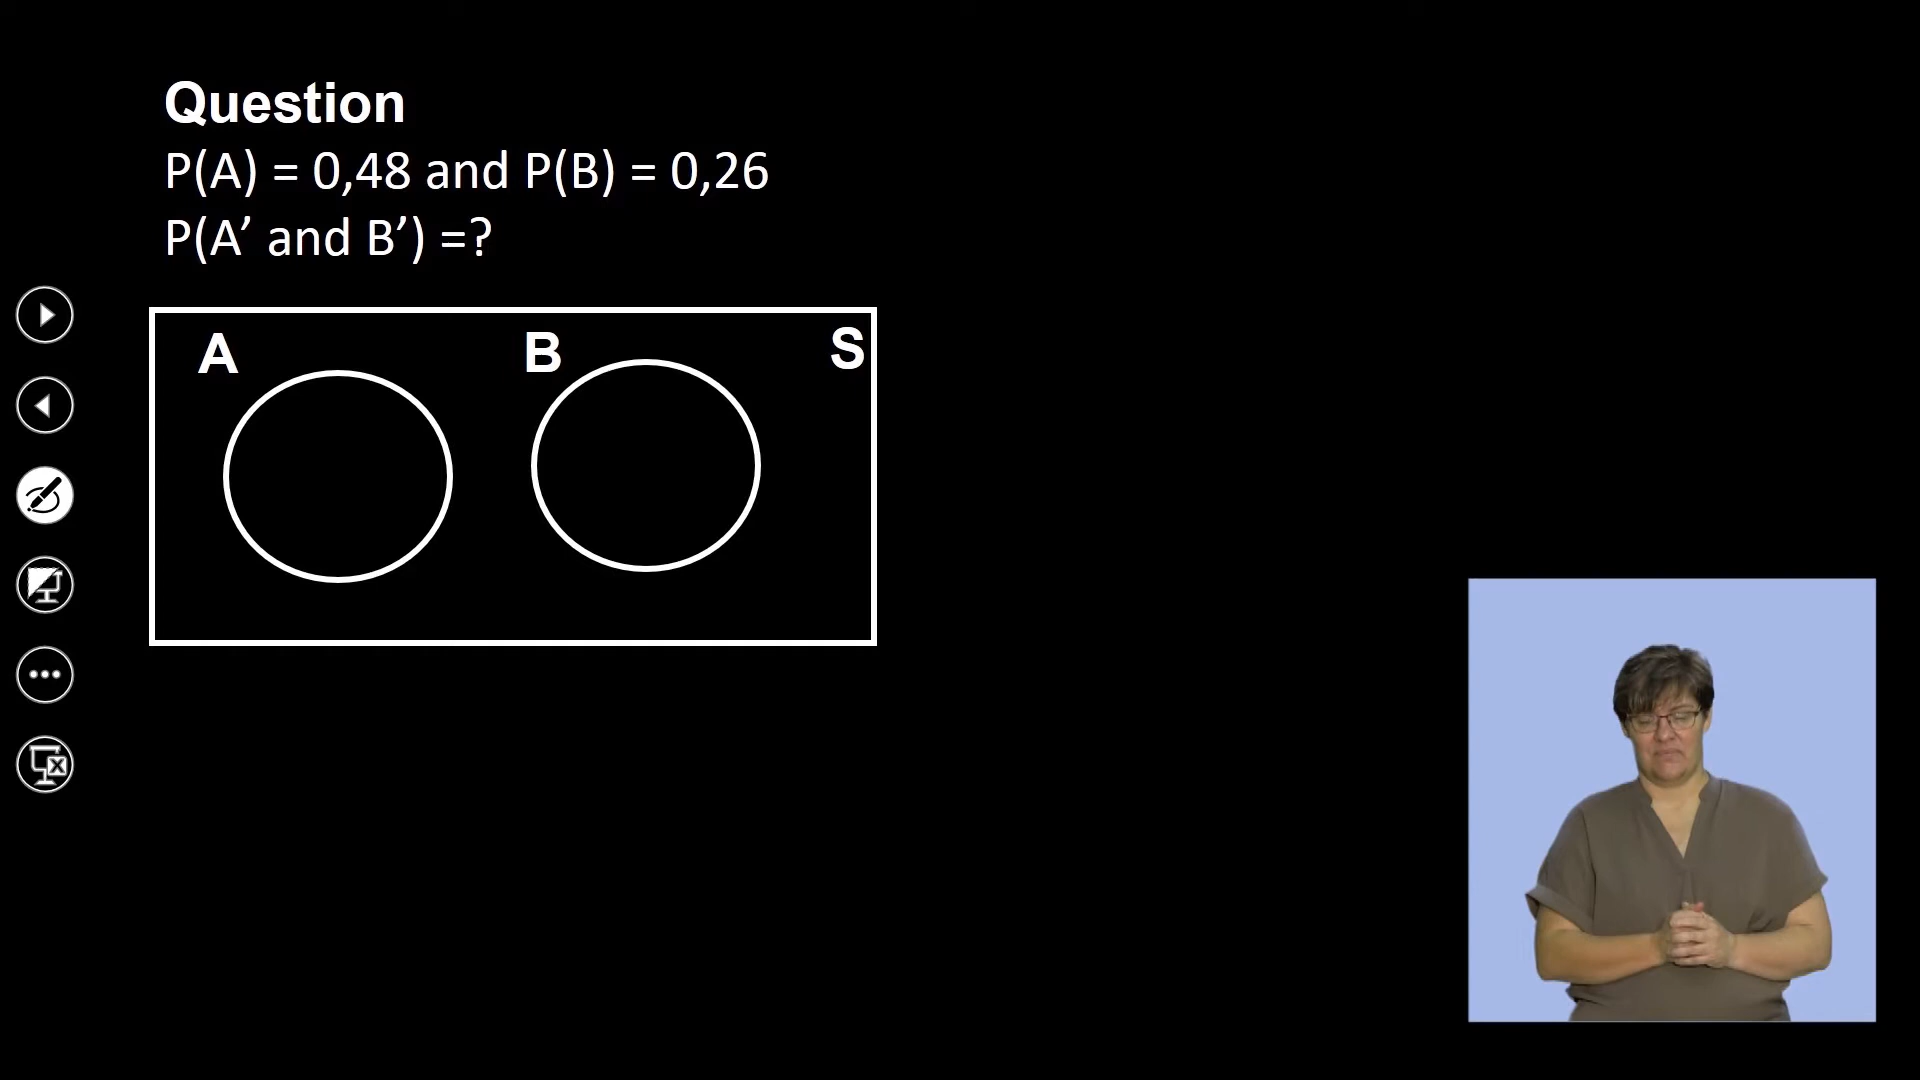 Question
P(A) = 0,48 and P(B) = 0,26
P(A’ and B’) =?
A B S